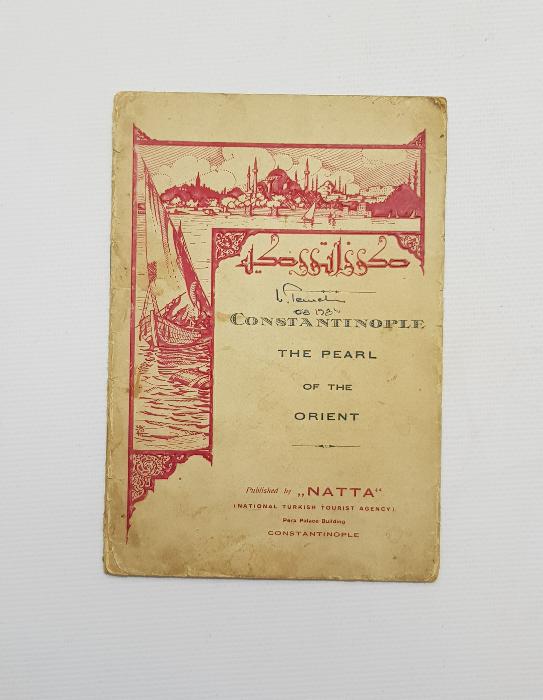 CONSTANTINOPLE
THE PEARL
OF THE
ORIENT
Published by „NATTA“
(NATIONAL TURKISH TOURIST AGENCY).
Pera Palace Building
CONSTANTINOPLE